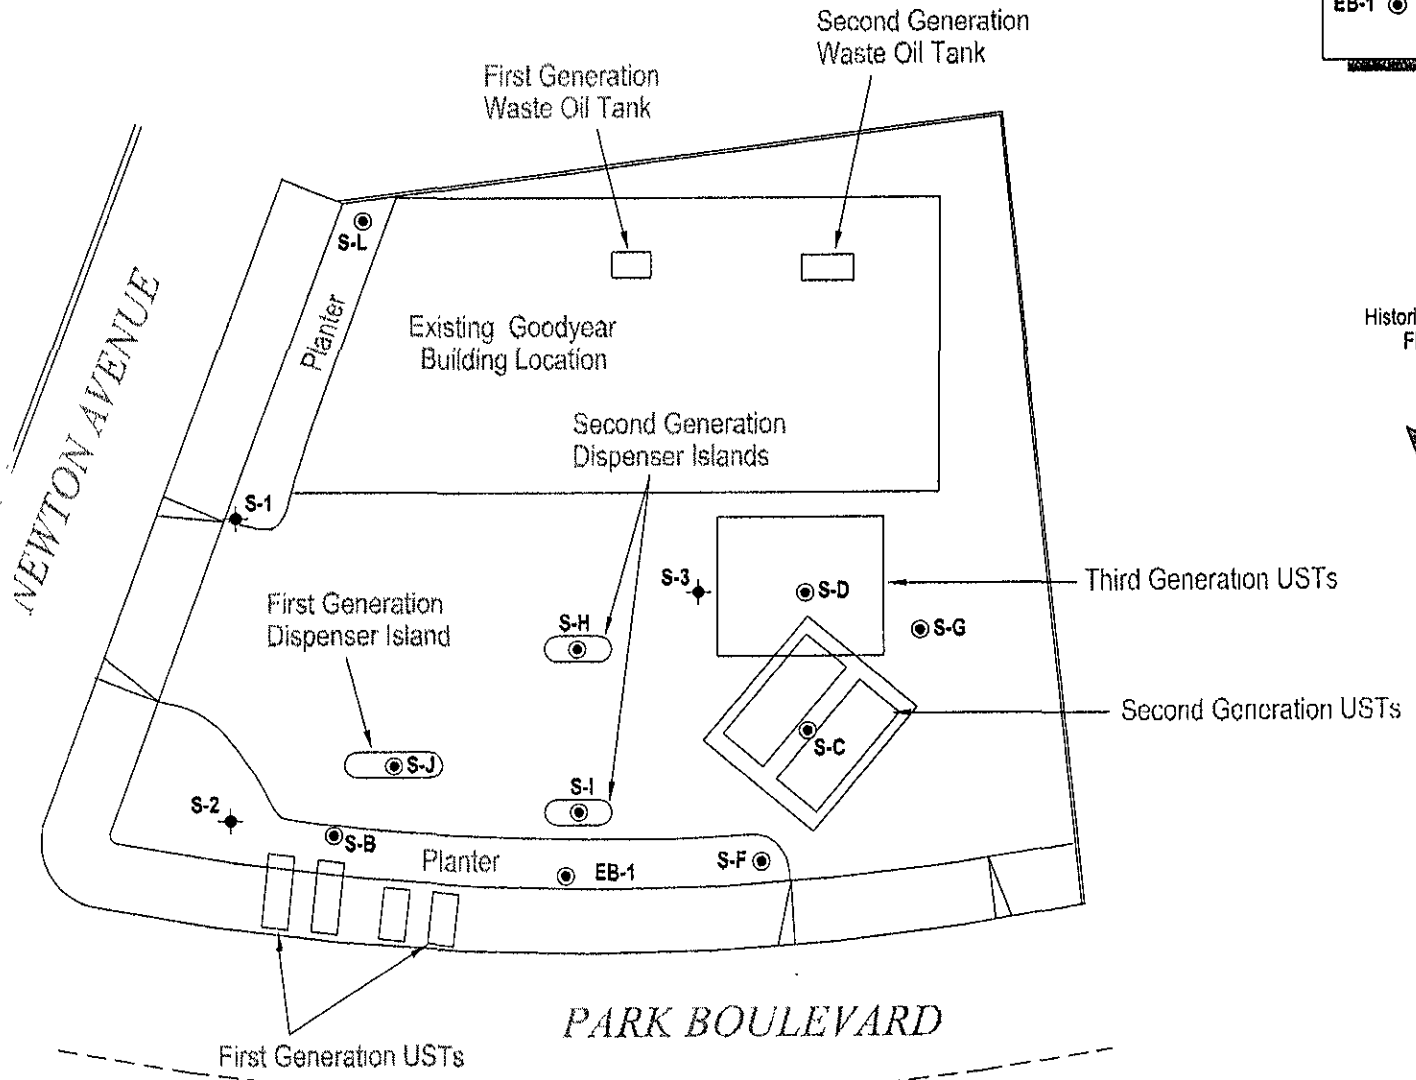 EB-1
Second Generation
Waste Oil Tank
First Generation
Waste Oil Tank
S-L
Planter
NEWTON AVENUE
Existing Goodyear
Building Location
Histori
Second Generation
Dispenser Islands
S-1
S-3
S-D
Third Generation USTs
First Generation
Dispenser Island
S-H
S-G
Second Generation USTs
S-C
S-J
S-I
S-2
S-B
Planter
EB-1
S-F
PARK BOULEVARD
First Generation USTs